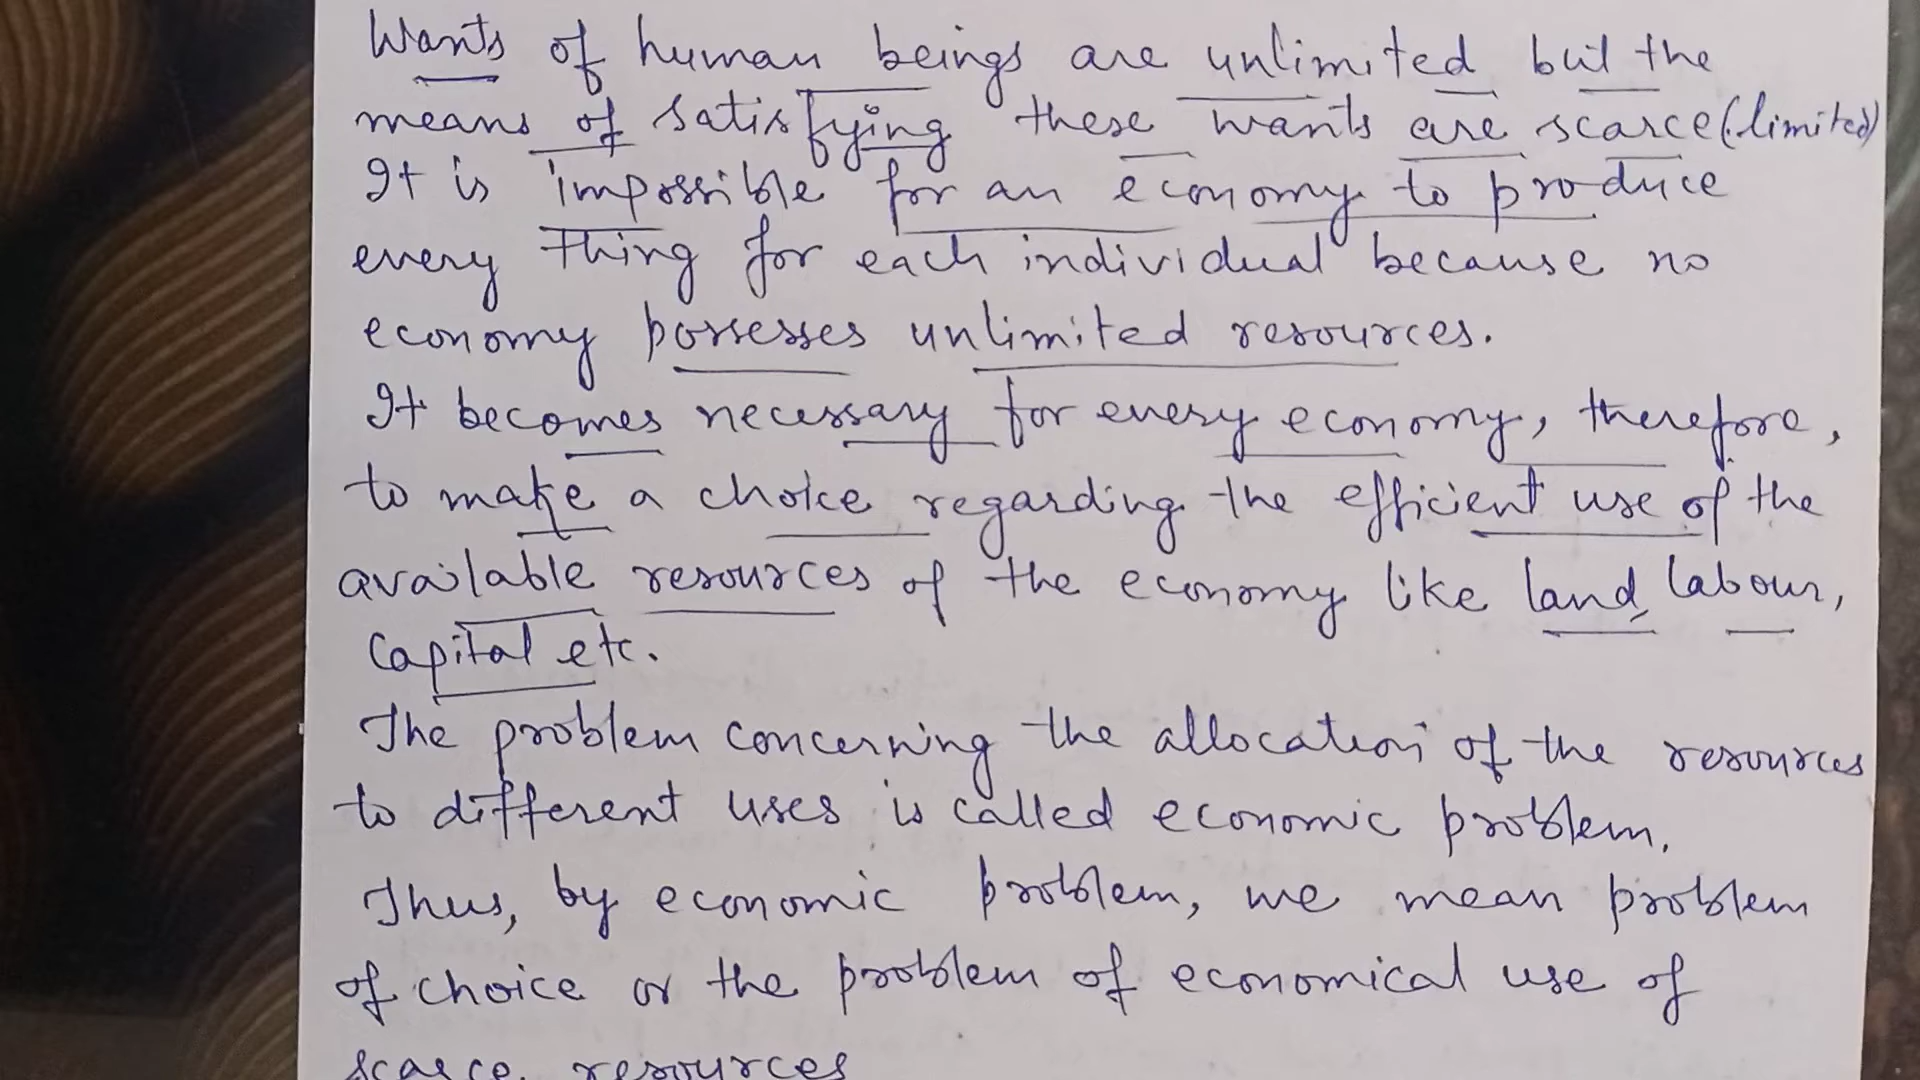 Wants of human beings are unlimited but the
means of satisfying these wants are scarce (limited)
It is impossible for an economy to produce
every thing for each individual because no
economy possesses unlimited resources.
It becomes necessary for every economy, therefore,
to make a choice regarding the efficient use of the
available resources of the economy like land, labour,
Capital etc.
The problem concerning the allocation of the resources
to different uses is called economic problem.
Thus, by economic problem, we mean problem
of choice or the problem of economical use of
scarce resources